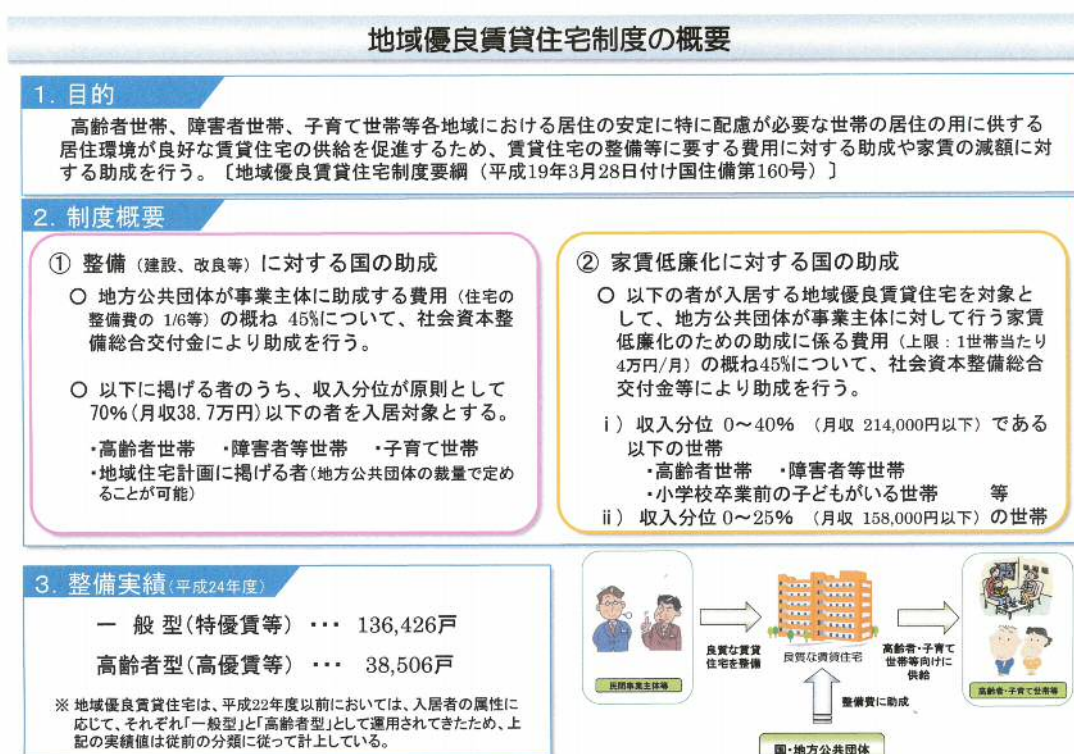 地域優良賃貸住宅制度の概要
1. 目的
高齢者世帯、障害者世帯、子育て世帯等各地域における居住の安定に特に配慮が必要な世帯の居住の用に供する
居住環境が良好な賃貸住宅の供給を促進するため、賃貸住宅の整備等に要する費用に対する助成や家賃の減額に対
する助成を行う。〔地域優良賃貸住宅制度要綱（平成19年3月28日付け国住備第160号）〕
2. 制度概要
① 整備（建設、改良等）に対する国の助成
○ 地方公共団体が事業主体に助成する費用（住宅の
整備費の 1/6等）の概ね 45%について、社会資本整
備総合交付金により助成を行う。
○ 以下に掲げる者のうち、収入分位が原則として
70%(月収38.7万円)以下の者を入居対象とする。
・高齢者世帯 ・障害者等世帯 ・子育て世帯
・地域住宅計画に掲げる者(地方公共団体の裁量で定め
ることが可能)
② 家賃低廉化に対する国の助成
○ 以下の者が入居する地域優良賃貸住宅を対象と
して、地方公共団体が事業主体に対して行う家賃
低廉化のための助成に係る費用（上限：1世帯当たり
4万円/月）の概ね45%について、社会資本整備総合
交付金等により助成を行う。
ⅰ）収入分位 0～40% （月収 214,000円以下）である
以下の世帯
・高齢者世帯 ・障害者等世帯
・小学校卒業前の子どもがいる世帯 等
ⅱ）収入分位 0～25% （月収 158,000円以下）の世帯
3. 整備実績(平成24年度)
一 般 型(特優賃等) ･･･ 136,426戸
高齢者型(高優賃等) ･･･ 38,506戸
※ 地域優良賃貸住宅は、平成22年度以前においては、入居者の属性に
応じて、それぞれ「一般型」と「高齢者型」として運用されてきたため、上
記の実績値は従前の分類に従って計上している。
民間事業主体等
良質な賃貸
住宅を整備
良質な賃貸住宅
高齢者・子育て
世帯等向けに
供給
高齢者・子育て世帯等
整備費に助成
国・地方公共団体